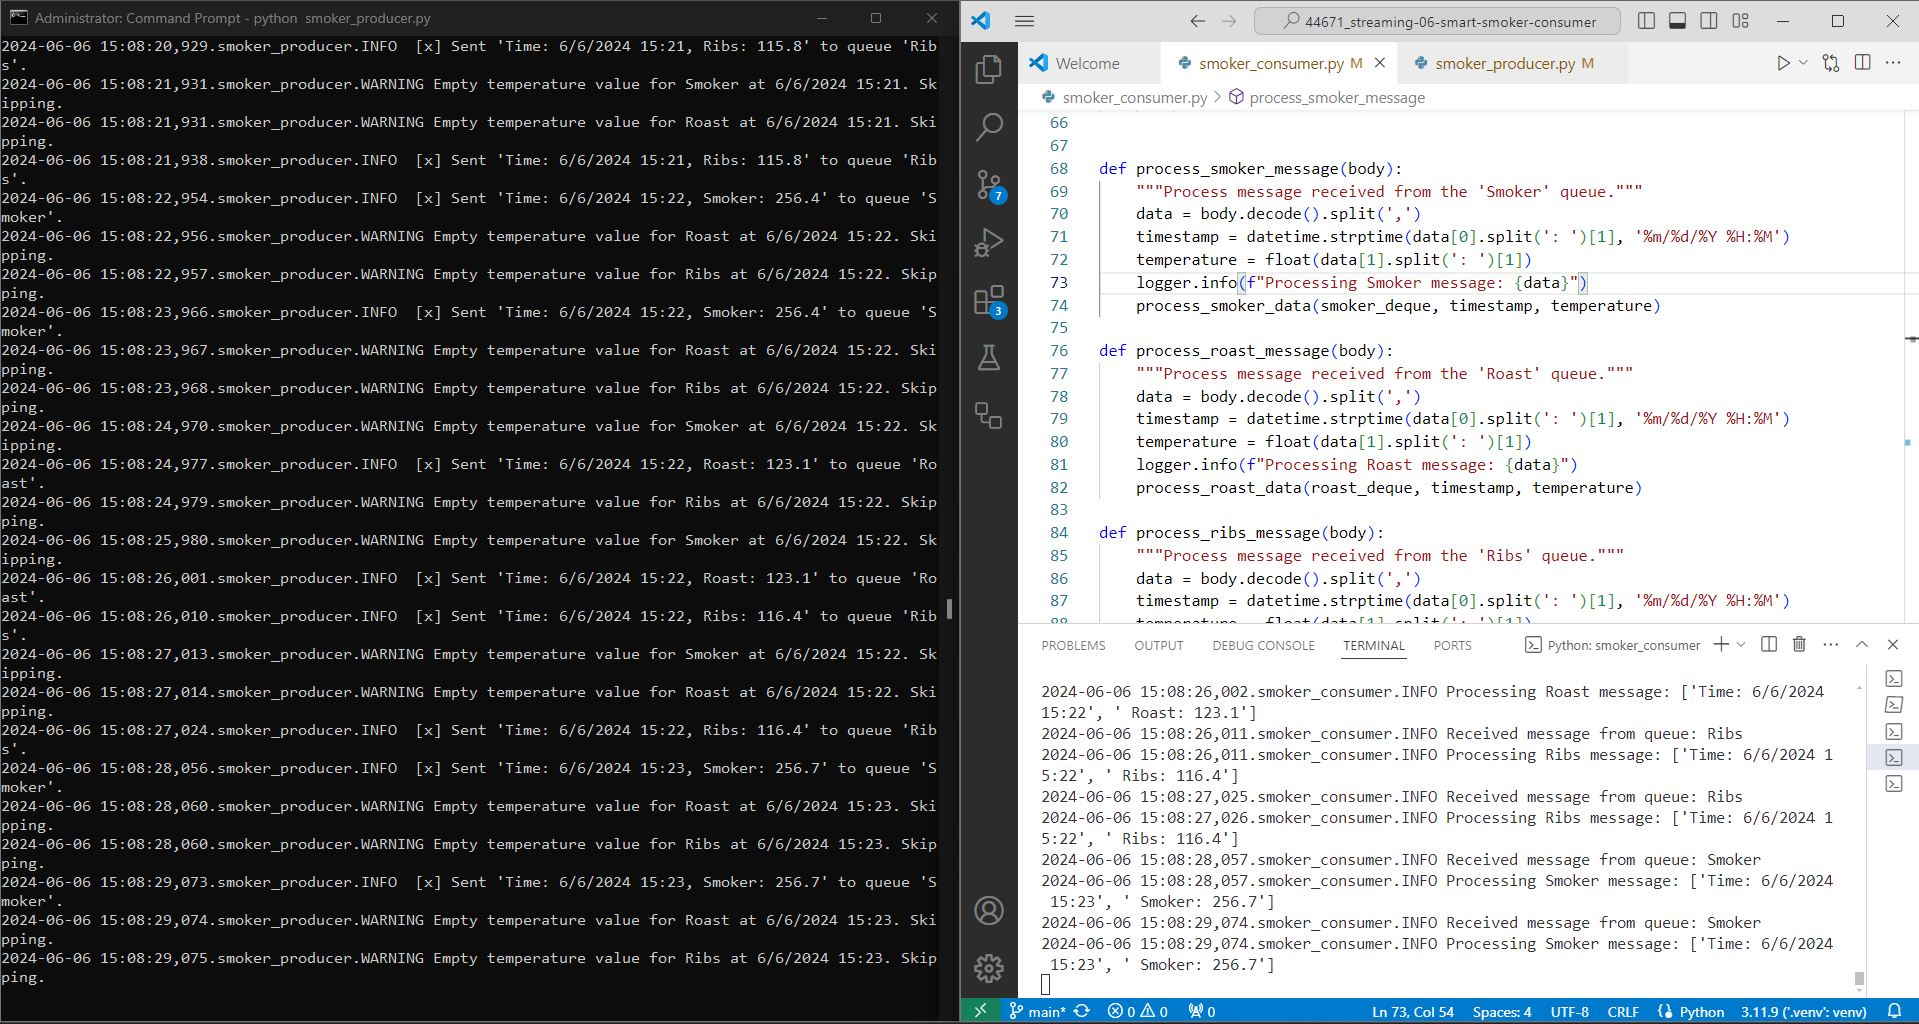 Administrator: Command Prompt - python  smoker_producer.py
2024-06-06 15:08:20,929.smoker_producer.INFO  [x] Sent 'Time: 6/6/2024 15:21, Ribs: 115.8' to queue 'Rib
s'.
2024-06-06 15:08:21,931.smoker_producer.WARNING Empty temperature value for Smoker at 6/6/2024 15:21. Sk
ipping.
2024-06-06 15:08:21,931.smoker_producer.WARNING Empty temperature value for Roast at 6/6/2024 15:21. Ski
pping.
2024-06-06 15:08:21,938.smoker_producer.INFO  [x] Sent 'Time: 6/6/2024 15:21, Ribs: 115.8' to queue 'Rib
s'.
2024-06-06 15:08:22,954.smoker_producer.INFO  [x] Sent 'Time: 6/6/2024 15:22, Smoker: 256.4' to queue 'S
moker'.
2024-06-06 15:08:22,956.smoker_producer.WARNING Empty temperature value for Roast at 6/6/2024 15:22. Ski
pping.
2024-06-06 15:08:22,957.smoker_producer.WARNING Empty temperature value for Ribs at 6/6/2024 15:22. Skip
ping.
2024-06-06 15:08:23,966.smoker_producer.INFO  [x] Sent 'Time: 6/6/2024 15:22, Smoker: 256.4' to queue 'S
moker'.
2024-06-06 15:08:23,967.smoker_producer.WARNING Empty temperature value for Roast at 6/6/2024 15:22. Ski
pping.
2024-06-06 15:08:23,968.smoker_producer.WARNING Empty temperature value for Ribs at 6/6/2024 15:22. Skip
ping.
2024-06-06 15:08:24,970.smoker_producer.WARNING Empty temperature value for Smoker at 6/6/2024 15:22. Sk
ipping.
2024-06-06 15:08:24,977.smoker_producer.INFO  [x] Sent 'Time: 6/6/2024 15:22, Roast: 123.1' to queue 'Ro
ast'.
2024-06-06 15:08:24,979.smoker_producer.WARNING Empty temperature value for Ribs at 6/6/2024 15:22. Skip
ping.
2024-06-06 15:08:25,980.smoker_producer.WARNING Empty temperature value for Smoker at 6/6/2024 15:22. Sk
ipping.
2024-06-06 15:08:26,001.smoker_producer.INFO  [x] Sent 'Time: 6/6/2024 15:22, Roast: 123.1' to queue 'Ro
ast'.
2024-06-06 15:08:26,010.smoker_producer.INFO  [x] Sent 'Time: 6/6/2024 15:22, Ribs: 116.4' to queue 'Rib
s'.
2024-06-06 15:08:27,013.smoker_producer.WARNING Empty temperature value for Smoker at 6/6/2024 15:22. Sk
ipping.
2024-06-06 15:08:27,014.smoker_producer.WARNING Empty temperature value for Roast at 6/6/2024 15:22. Ski
pping.
2024-06-06 15:08:27,024.smoker_producer.INFO  [x] Sent 'Time: 6/6/2024 15:22, Ribs: 116.4' to queue 'Rib
s'.
2024-06-06 15:08:28,056.smoker_producer.INFO  [x] Sent 'Time: 6/6/2024 15:23, Smoker: 256.7' to queue 'S
moker'.
2024-06-06 15:08:28,060.smoker_producer.WARNING Empty temperature value for Roast at 6/6/2024 15:23. Ski
pping.
2024-06-06 15:08:28,060.smoker_producer.WARNING Empty temperature value for Ribs at 6/6/2024 15:23. Skip
ping.
2024-06-06 15:08:29,073.smoker_producer.INFO  [x] Sent 'Time: 6/6/2024 15:23, Smoker: 256.7' to queue 'S
moker'.
2024-06-06 15:08:29,074.smoker_producer.WARNING Empty temperature value for Roast at 6/6/2024 15:23. Ski
pping.
2024-06-06 15:08:29,075.smoker_producer.WARNING Empty temperature value for Ribs at 6/6/2024 15:23. Skip
ping.
44671_streaming-06-smart-smoker-consumer
Welcome
smoker_consumer.py M
smoker_producer.py M
smoker_consumer.py > process_smoker_message
7
3
66
67
68 def process_smoker_message(body):
69 """Process message received from the 'Smoker' queue."""
70 data = body.decode().split(',')
71 timestamp = datetime.strptime(data[0].split(': ')[1], '%m/%d/%Y %H:%M')
72 temperature = float(data[1].split(': ')[1])
73 logger.info(f"Processing Smoker message: {data}")
74 process_smoker_data(smoker_deque, timestamp, temperature)
75
76 def process_roast_message(body):
77 """Process message received from the 'Roast' queue."""
78 data = body.decode().split(',')
79 timestamp = datetime.strptime(data[0].split(': ')[1], '%m/%d/%Y %H:%M')
80 temperature = float(data[1].split(': ')[1])
81 logger.info(f"Processing Roast message: {data}")
82 process_roast_data(roast_deque, timestamp, temperature)
83
84 def process_ribs_message(body):
85 """Process message received from the 'Ribs' queue."""
86 data = body.decode().split(',')
87 timestamp = datetime.strptime(data[0].split(': ')[1], '%m/%d/%Y %H:%M')
88 temperature = float(data[1].split(': ')[1])
PROBLEMS OUTPUT DEBUG CONSOLE TERMINAL PORTS Python: smoker_consumer
2024-06-06 15:08:26,002.smoker_consumer.INFO Processing Roast message: ['Time: 6/6/2024
15:22', ' Roast: 123.1']
2024-06-06 15:08:26,011.smoker_consumer.INFO Received message from queue: Ribs
2024-06-06 15:08:26,011.smoker_consumer.INFO Processing Ribs message: ['Time: 6/6/2024 1
5:22', ' Ribs: 116.4']
2024-06-06 15:08:27,025.smoker_consumer.INFO Received message from queue: Ribs
2024-06-06 15:08:27,026.smoker_consumer.INFO Processing Ribs message: ['Time: 6/6/2024 1
5:22', ' Ribs: 116.4']
2024-06-06 15:08:28,057.smoker_consumer.INFO Received message from queue: Smoker
2024-06-06 15:08:28,057.smoker_consumer.INFO Processing Smoker message: ['Time: 6/6/2024
 15:23', ' Smoker: 256.7']
2024-06-06 15:08:29,074.smoker_consumer.INFO Received message from queue: Smoker
2024-06-06 15:08:29,074.smoker_consumer.INFO Processing Smoker message: ['Time: 6/6/2024
 15:23', ' Smoker: 256.7']
main* 0 0 0 Ln 73, Col 54 Spaces: 4 UTF-8 CRLF Python 3.11.9 ('.venv': venv)